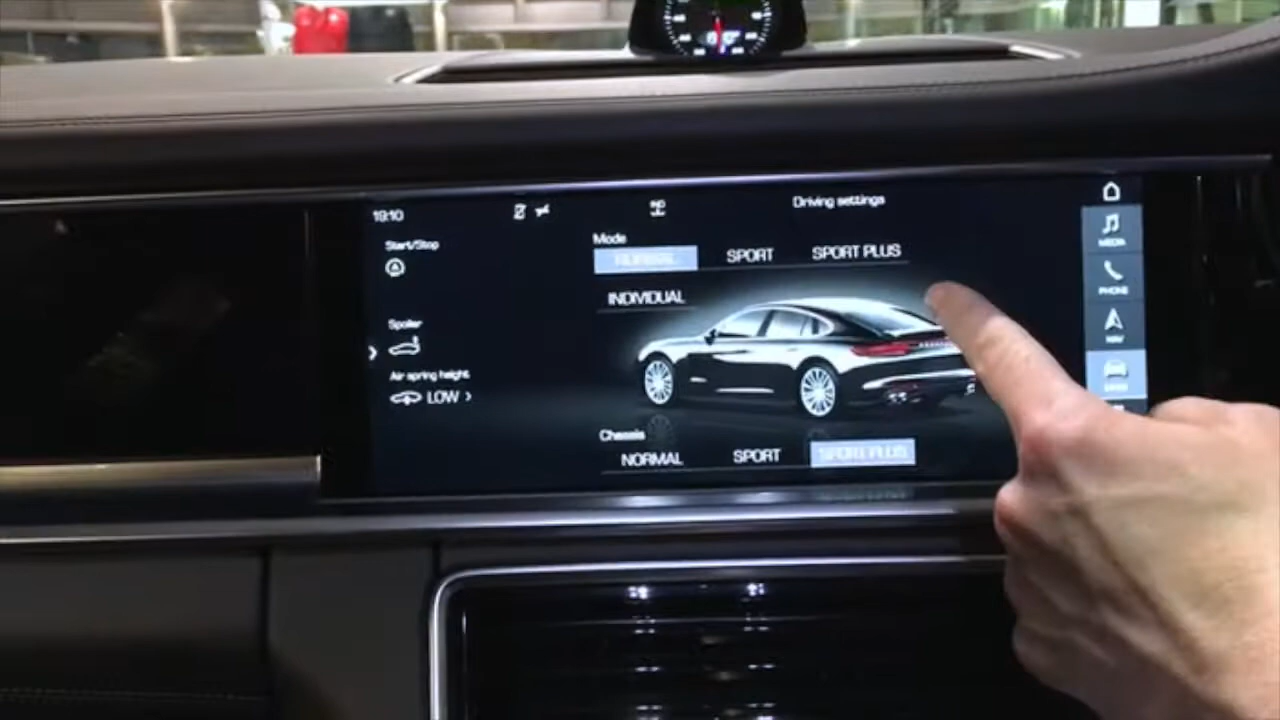 19:10
Driving settings
Start/Stop
Mode
NORMAL
SPORT
SPORT PLUS
INDIVIDUAL
Spoiler
Air spring height
LOW
Chassis
NORMAL
SPORT
SPORT PLUS
MEDIA
PHONE
NAV